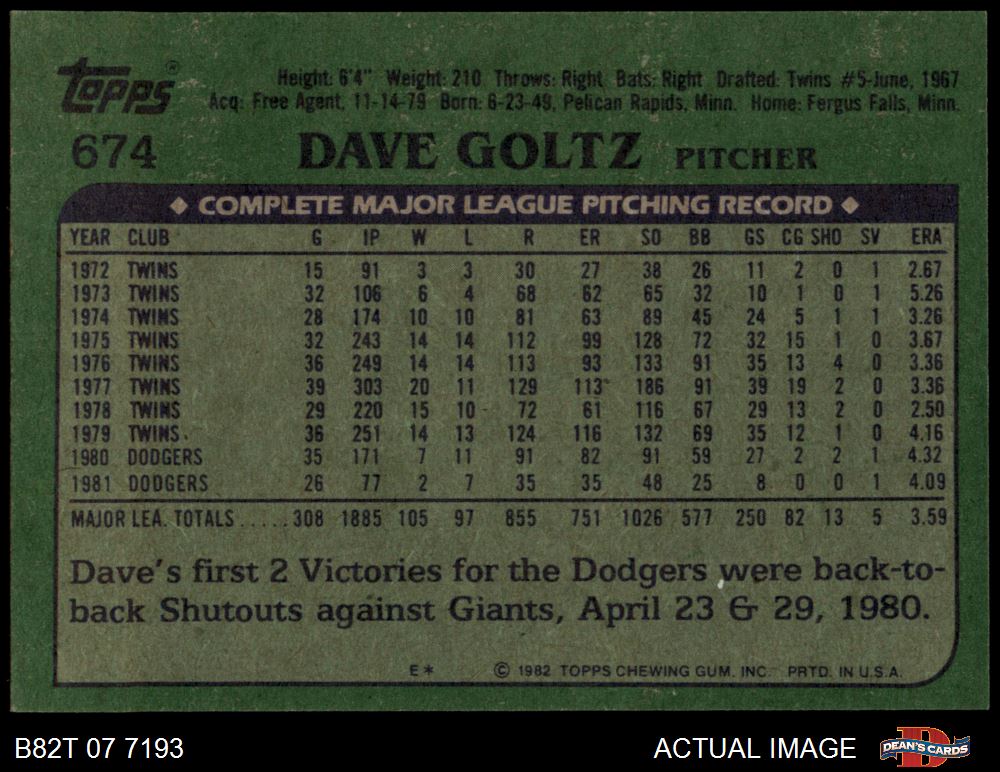 Topps®
Height: 6'4" Weight: 210 Throws: Right Bats: Right Drafted: Twins #5-June, 1967
Acq: Free Agent, 11-14-79 Born: 6-23-49, Pelican Rapids, Minn. Home: Fergus Falls, Minn.
674 DAVE GOLTZ PITCHER
◆ COMPLETE MAJOR LEAGUE PITCHING RECORD ◆
YEAR CLUB G IP W L R ER SO BB GS CG SHO SV ERA
1972 TWINS 15 91 3 3 30 27 38 26 11 2 0 1 2.67
1973 TWINS 32 106 6 4 68 62 65 32 10 1 0 1 5.26
1974 TWINS 28 174 10 10 81 63 89 45 24 5 1 1 3.26
1975 TWINS 32 243 14 14 112 99 128 72 32 15 1 0 3.67
1976 TWINS 36 249 14 14 113 93 133 91 35 13 4 0 3.36
1977 TWINS 39 303 20 11 129 113 186 91 39 19 2 0 3.36
1978 TWINS 29 220 15 10 72 61 116 67 29 13 2 0 2.50
1979 TWINS 36 251 14 13 124 116 132 69 35 12 1 0 4.16
1980 DODGERS 35 171 7 11 91 82 91 59 27 2 2 1 4.32
1981 DODGERS 26 77 2 7 35 35 48 25 8 0 0 1 4.09
MAJOR LEA. TOTALS.....308 1885 105 97 855 751 1026 577 250 82 13 5 3.59
Dave's first 2 Victories for the Dodgers were back-to-
back Shutouts against Giants, April 23 & 29, 1980.
E* © 1982 TOPPS CHEWING GUM. INC. PRTD. IN U.S.A.
B82T 07 7193 ACTUAL IMAGE DEAN'S CARDS